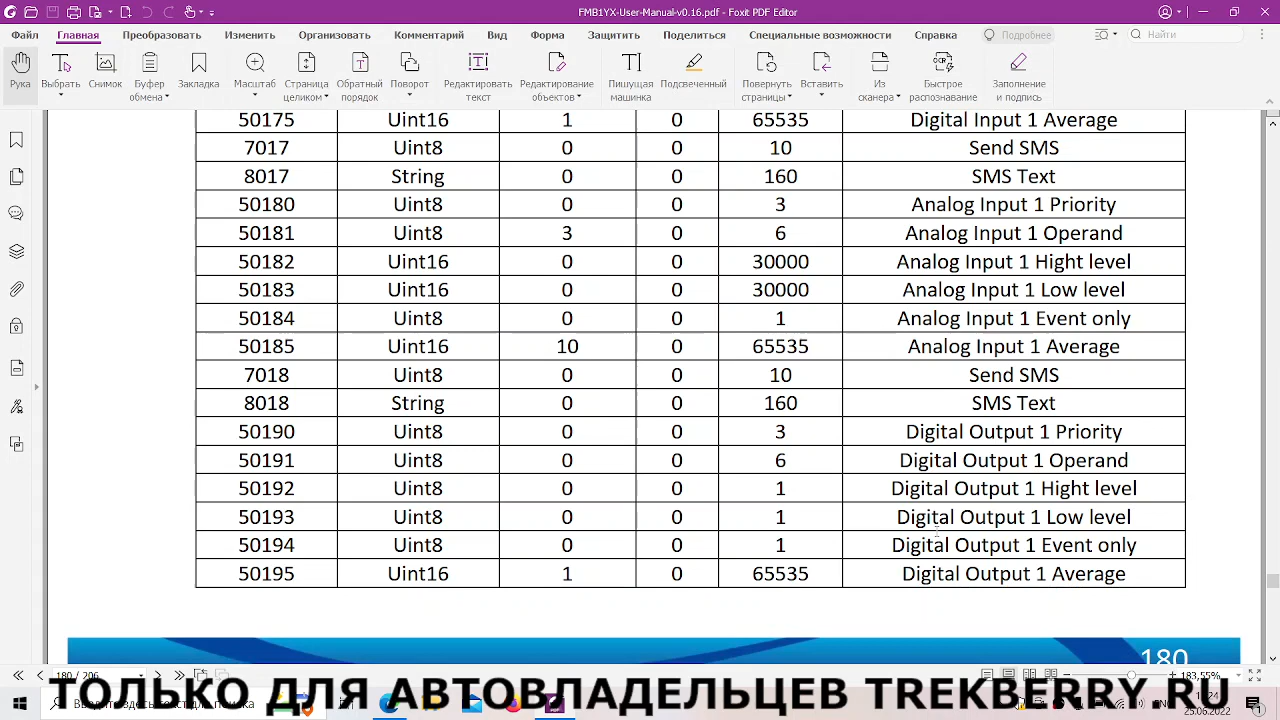 FMB1YX-User-Manual-v0.16.pdf - Foxit PDF Editor
Файл Главная Преобразовать Изменить Организовать Комментарий Вид Форма Защитить Поделиться Специальные возможности Справка Подробнее Найти
Рука Выбрать Снимок Буфер обмена Закладка Масштаб Страница целиком Обратный порядок Поворот Редактировать текст Редактирование объектов Пишущая машинка Подсвеченный Повернуть страницы Вставить Из сканера Быстрое распознавание Заполнение и подпись
50175 Uint16 1 0 65535 Digital Input 1 Average
7017 Uint8 0 0 10 Send SMS
8017 String 0 0 160 SMS Text
50180 Uint8 0 0 3 Analog Input 1 Priority
50181 Uint8 3 0 6 Analog Input 1 Operand
50182 Uint16 0 0 30000 Analog Input 1 Hight level
50183 Uint16 0 0 30000 Analog Input 1 Low level
50184 Uint8 0 0 1 Analog Input 1 Event only
50185 Uint16 10 0 65535 Analog Input 1 Average
7018 Uint8 0 0 10 Send SMS
8018 String 0 0 160 SMS Text
50190 Uint8 0 0 3 Digital Output 1 Priority
50191 Uint8 0 0 6 Digital Output 1 Operand
50192 Uint8 0 0 1 Digital Output 1 Hight level
50193 Uint8 0 0 1 Digital Output 1 Low level
50194 Uint8 0 0 1 Digital Output 1 Event only
50195 Uint16 1 0 65535 Digital Output 1 Average
180
180 / 206 183,55%
ТОЛЬКО ДЛЯ АВТОВЛАДЕЛЬЦЕВ TREKBERRY RU
25.06.2022